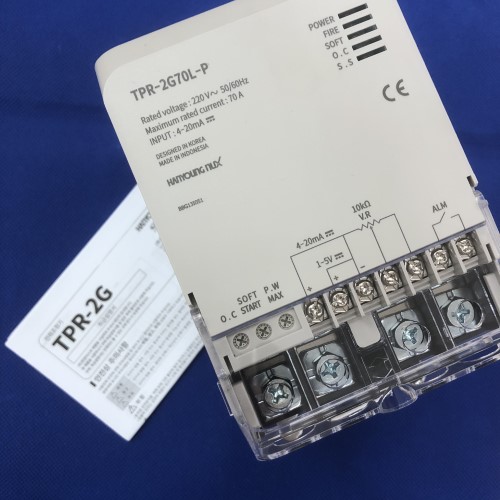 POWER
FIRE
SOFT
O.C
S.S
TPR-2G70L-P
Rated voltage : 220 V~ 50/60Hz
Maximum rated current : 70 A
INPUT : 4-20mA
DESIGNED IN KOREA
MADE IN INDONESIA
HANYOUNG NUX
CE
10kΩ
V.R
ALM
4-20mA
1-5V
+
+
-
SOFT P.W
O.C START MAX
TPR-2G